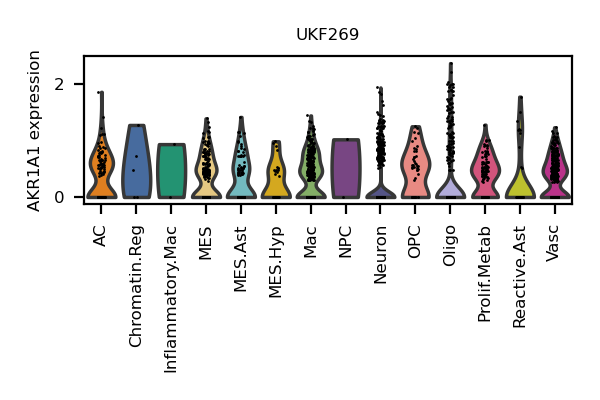 UKF269
AKR1A1 expression
2
0
AC
Chromatin.Reg
Inflammatory.Mac
MES
MES.Ast
MES.Hyp
Mac
NPC
Neuron
OPC
Oligo
Prolif.Metab
Reactive.Ast
Vasc